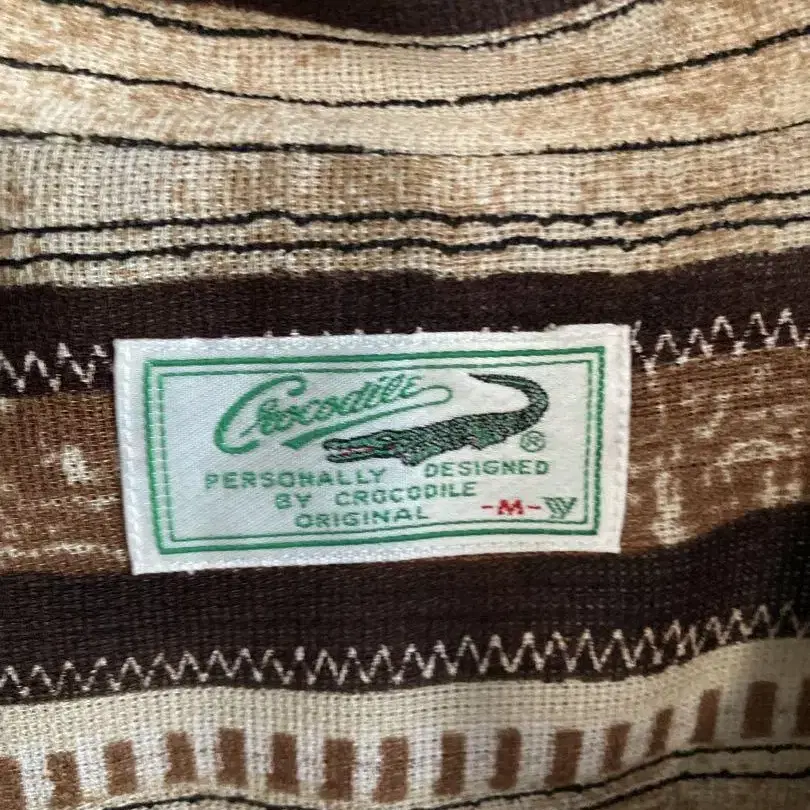 Crocodile
®
PERSONALLY DESIGNED
BY CROCODILE
ORIGINAL -M- W